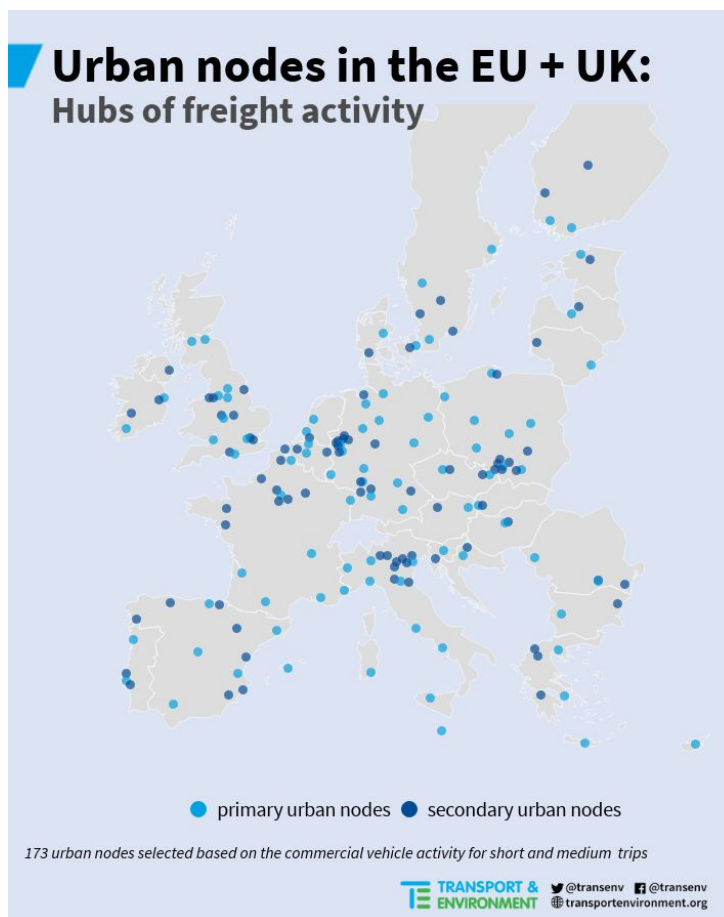 Urban nodes in the EU + UK:
Hubs of freight activity
primary urban nodes secondary urban nodes
173 urban nodes selected based on the commercial vehicle activity for short and medium trips
TRANSPORT & ENVIRONMENT
@transenv @transenv
transportenvironment.org